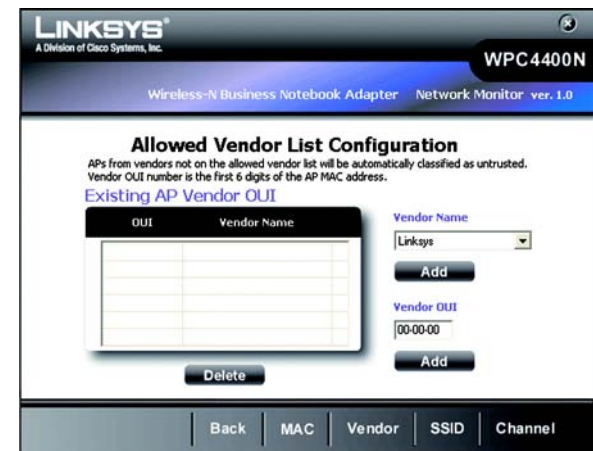 LINKSYS®
A Division of Cisco Systems, Inc.
WPC4400N
Wireless-N Business Notebook Adapter Network Monitor ver. 1.0
Allowed Vendor List Configuration
APs from vendors not on the allowed vendor list will be automatically classified as untrusted.
Vendor OUI number is the first 6 digits of the AP MAC address.
Existing AP Vendor OUI
OUI Vendor Name
Vendor Name
Linksys
Add
Vendor OUI
00-00-00
Add
Delete
Back MAC Vendor SSID Channel